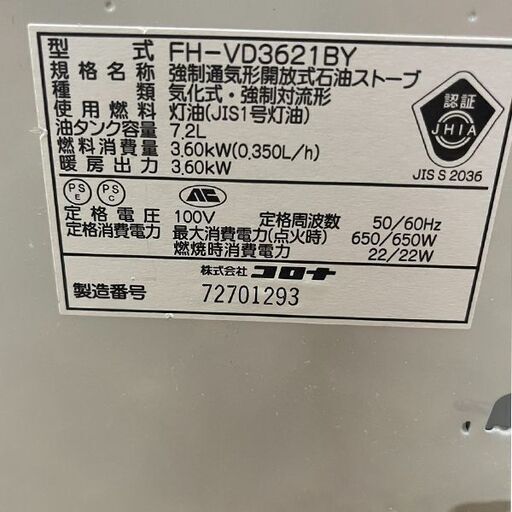 型 式 FH-VD3621BY
規格名称 強制通気形開放式石油ストーブ
種 類 気化式・強制対流形
使用燃料 灯油(JIS1号灯油)
油タンク容量 7.2L
燃料消費量 3.60kW(0.350L/h)
暖房出力 3.60kW
認証
JHIA
JIS S 2036
PS E
PS C
定格電圧 100V 定格周波数 50/60Hz
定格消費電力 最大消費電力(点火時) 650/650W
燃焼時消費電力 22/22W
株式会社 コロナ
製造番号 72701293